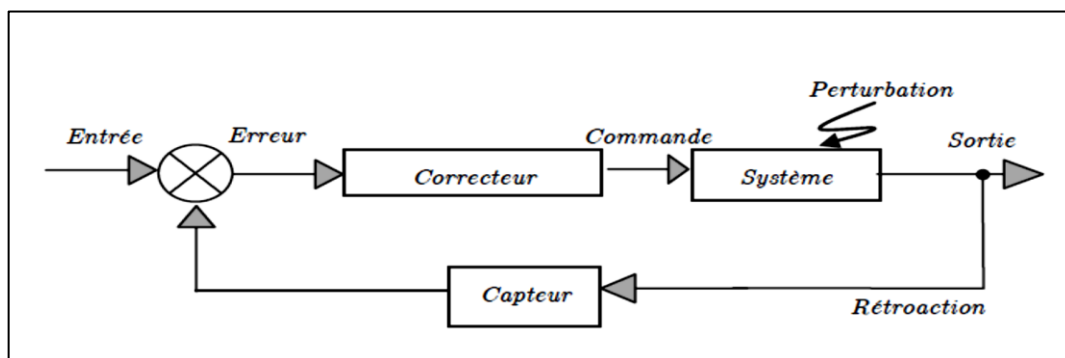 Perturbation
Entrée
Erreur
Commande
Sortie
Correcteur
Système
Capteur
Rétroaction